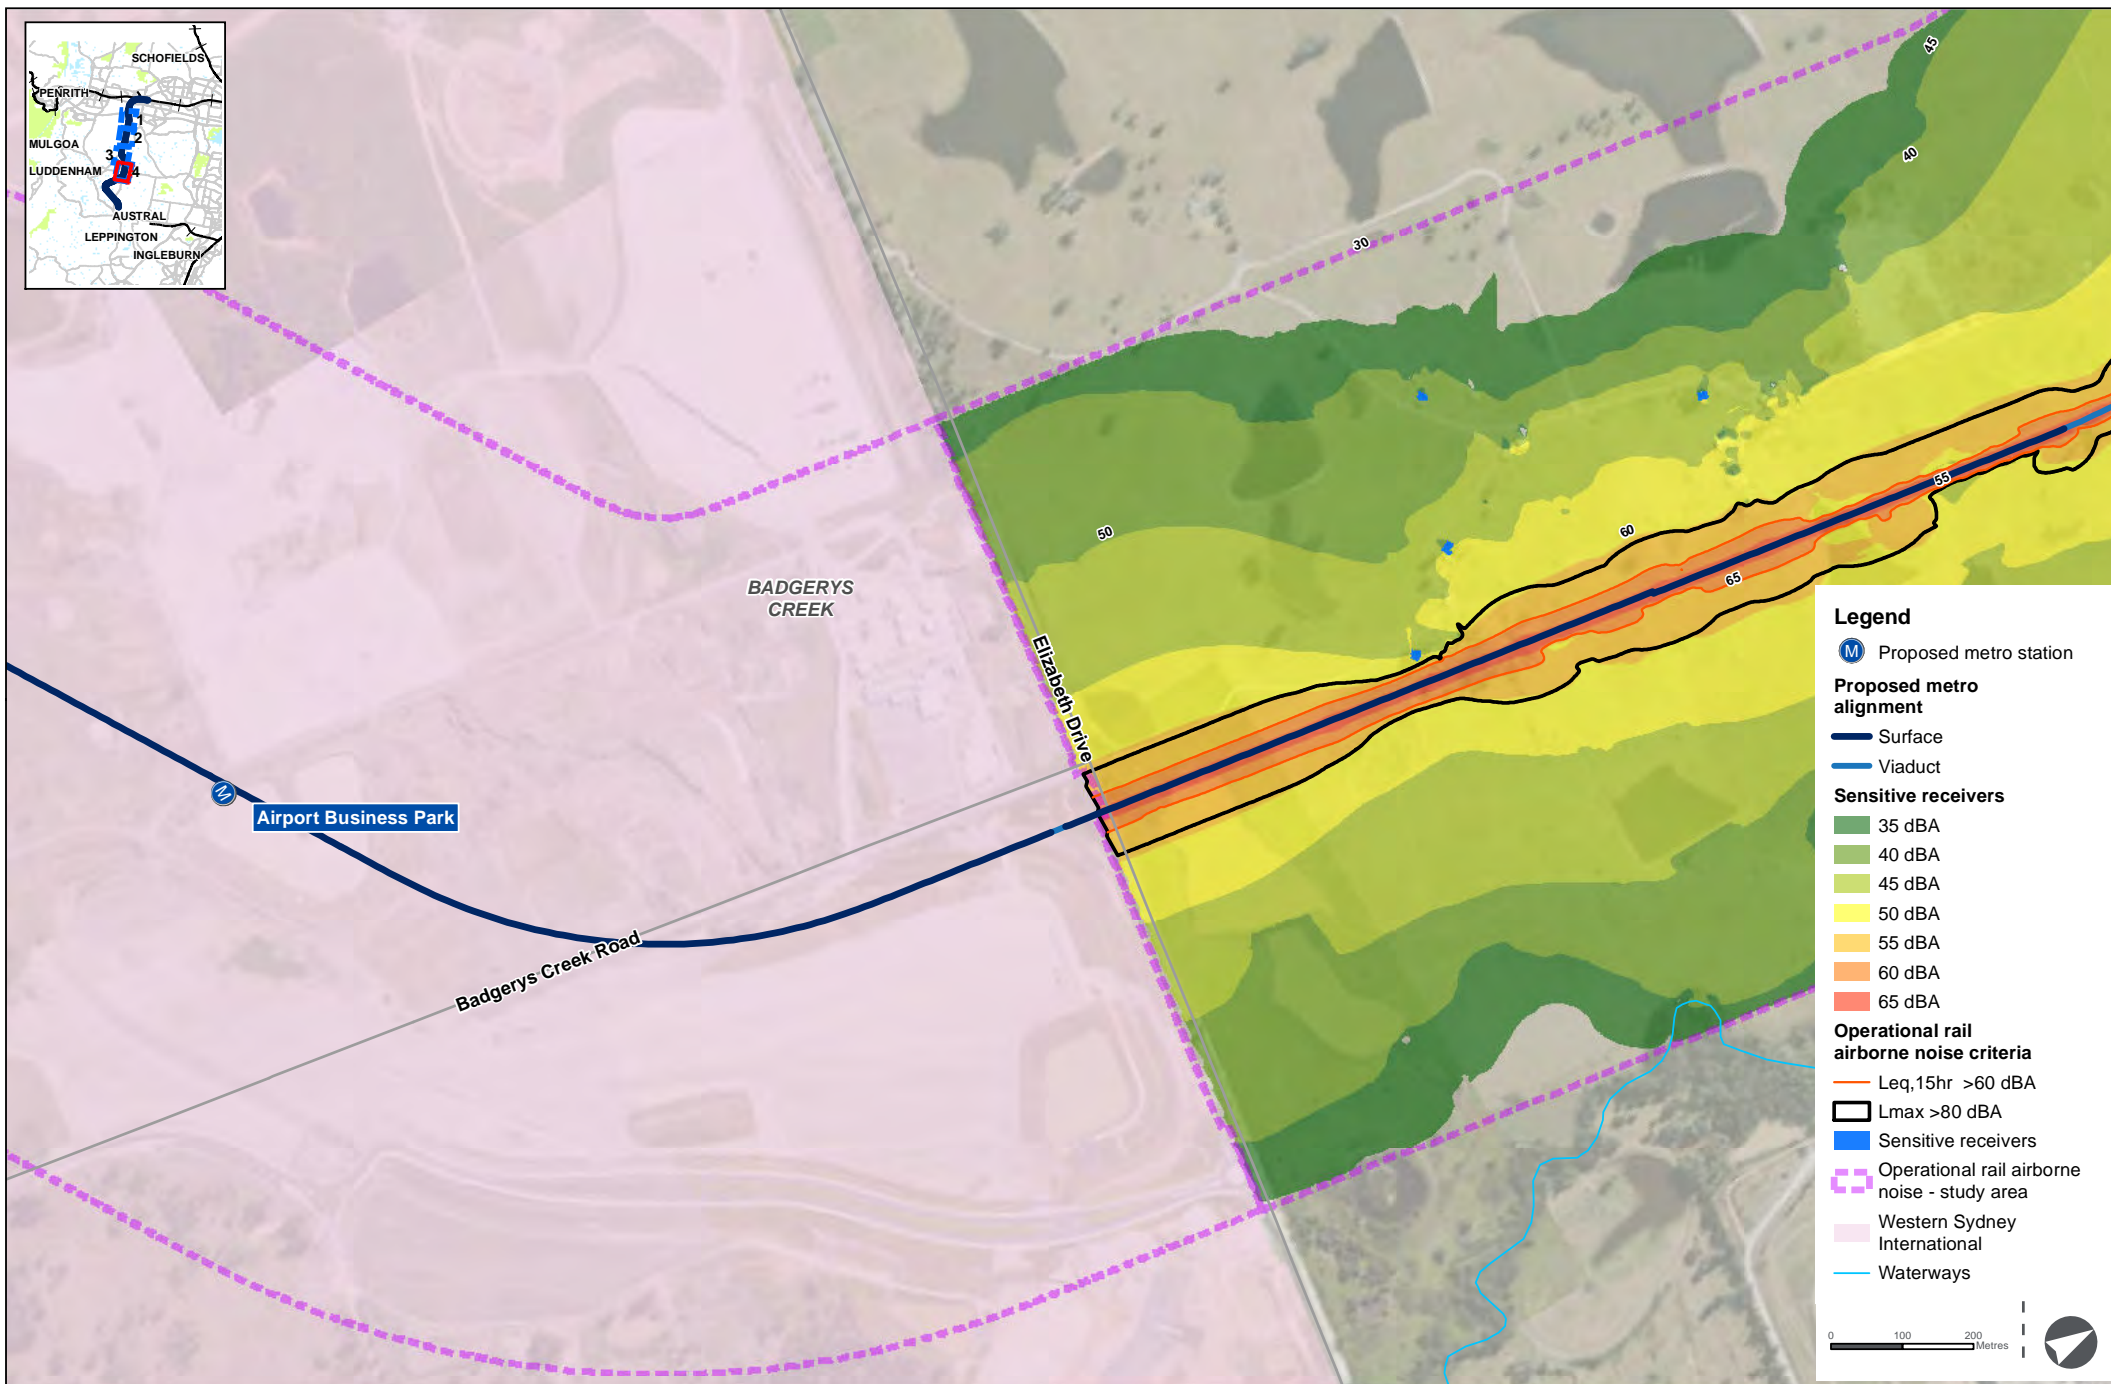 SCHOFIELDS
PENRITH
1
2
MULGOA
3
LUDDENHAM
4
AUSTRAL
LEPPINGTON
INGLEBURN
45
40
30
50
60
55
65
BADGERYS
CREEK
Elizabeth Drive
M
Airport Business Park
Badgerys Creek Road
Legend
M Proposed metro station
Proposed metro
alignment
Surface
Viaduct
Sensitive receivers
35 dBA
40 dBA
45 dBA
50 dBA
55 dBA
60 dBA
65 dBA
Operational rail
airborne noise criteria
Leq,15hr >60 dBA
Lmax >80 dBA
Sensitive receivers
Operational rail airborne
noise - study area
Western Sydney
International
Waterways
0 100 200
Metres